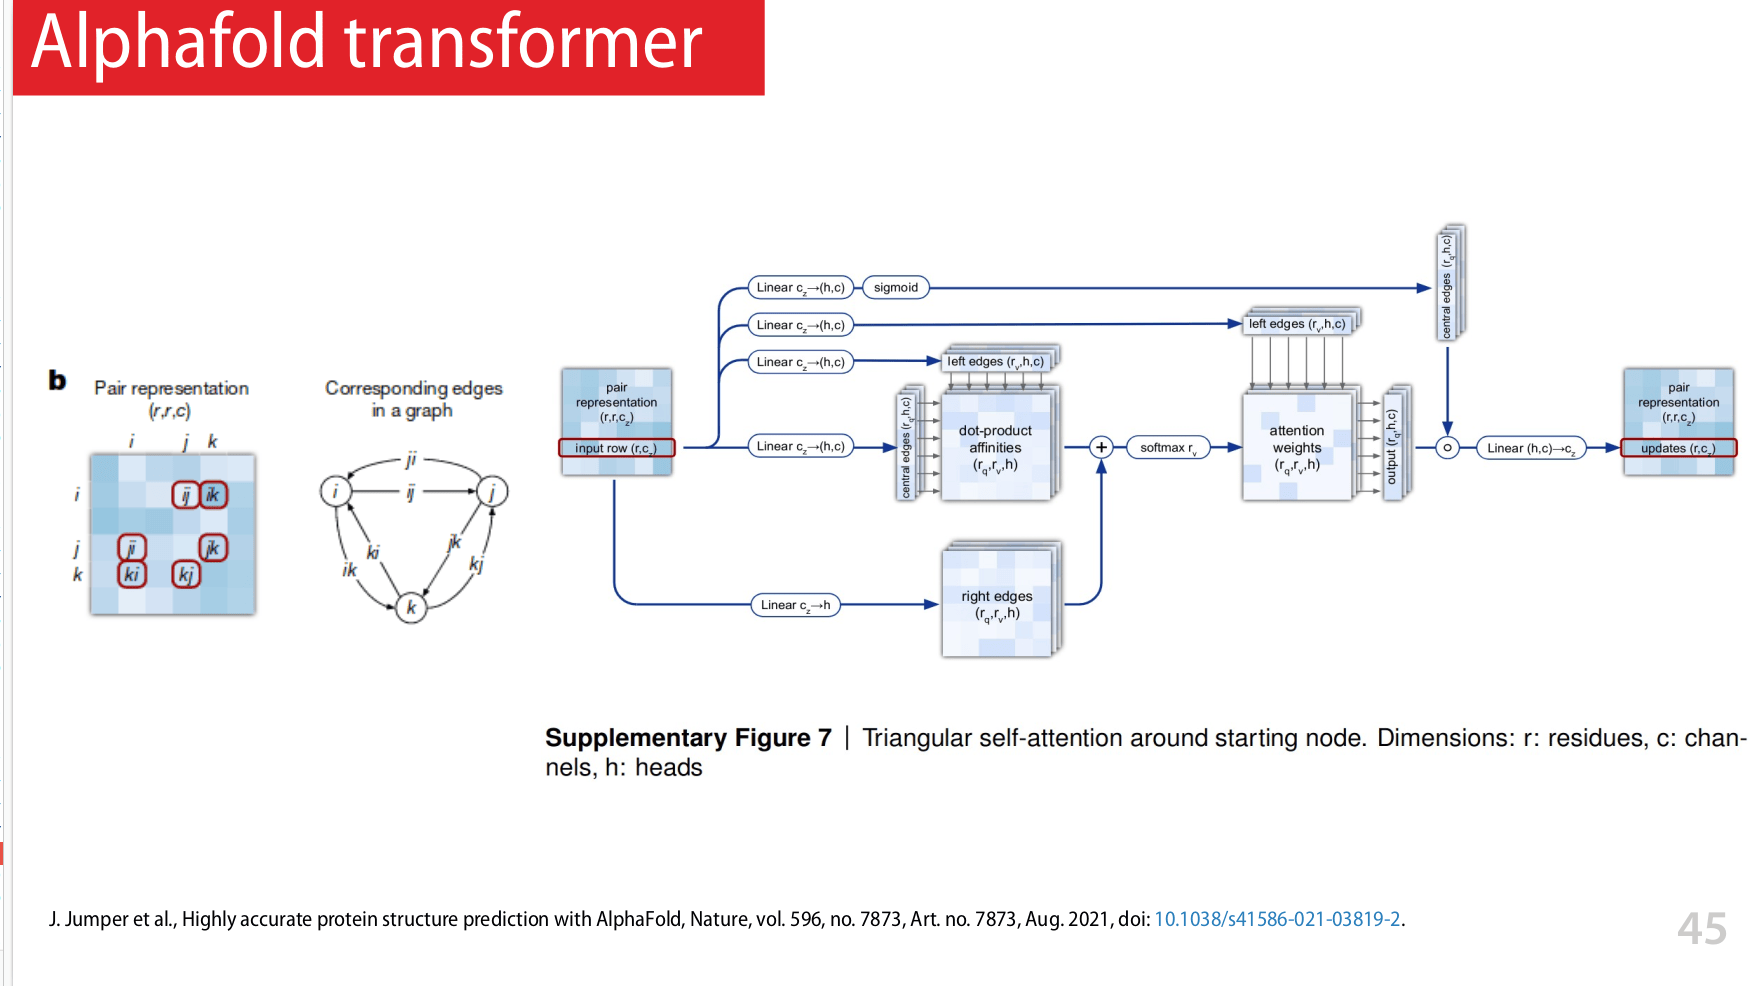 Alphafold transformer
b
Pair representation
(r,r,c)
i j k
i
j
k
ij ik
ji jk
ki kj
Corresponding edges
in a graph
ji
i ij j
ki jk
ik kj
k
pair
representation
(r,r,c_z)
input row (r,c_z)
Linear c_z→(h,c) sigmoid
Linear c_z→(h,c)
Linear c_z→(h,c)
Linear c_z→(h,c)
Linear c_z→h
left edges (r_v,h,c)
central edges (r_q,h,c)
dot-product
affinities
(r_q,r_v,h)
right edges
(r_q,r_v,h)
+
softmax r_v
left edges (r_v,h,c)
attention
weights
(r_q,r_v,h)
output (r_q,h,c)
central edges (r_q,h,c)
Linear (h,c)→c_z
pair
representation
(r,r,c_z)
updates (r,c_z)
Supplementary Figure 7 | Triangular self-attention around starting node. Dimensions: r: residues, c: chan-
nels, h: heads
J. Jumper et al., Highly accurate protein structure prediction with AlphaFold, Nature, vol. 596, no. 7873, Art. no. 7873, Aug. 2021, doi: 10.1038/s41586-021-03819-2.
45